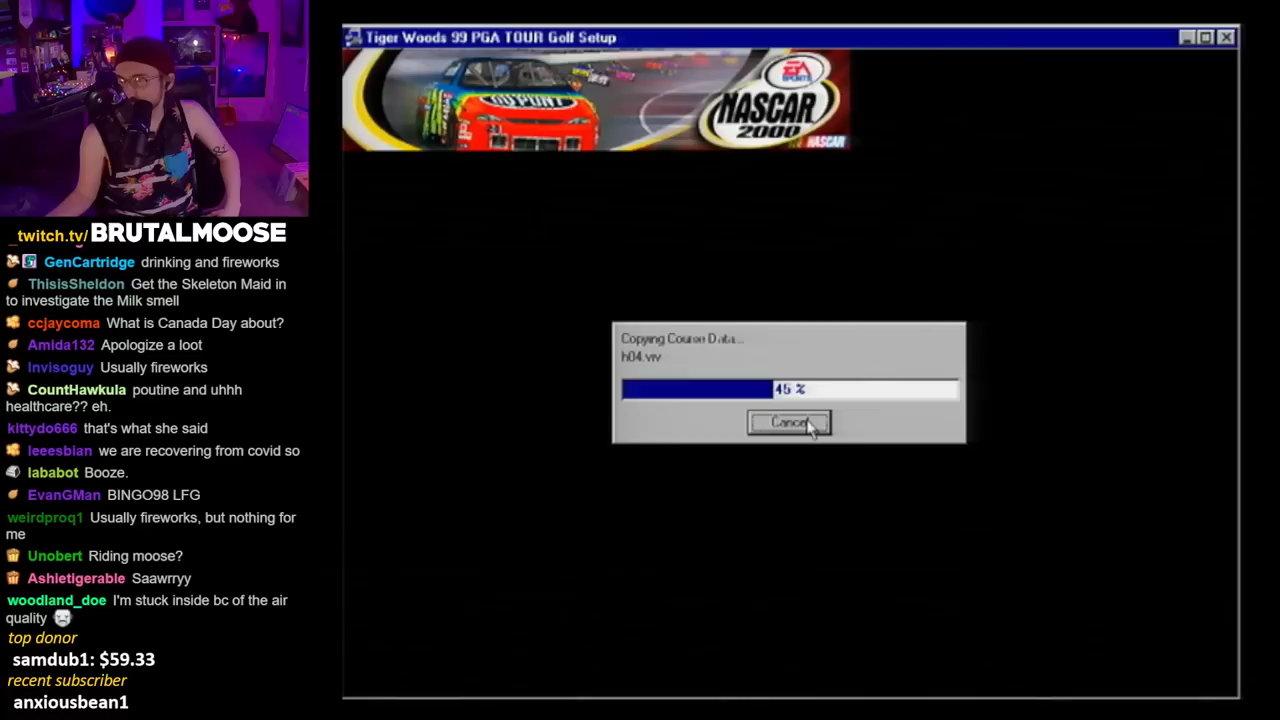 Tiger Woods 99 PGA TOUR Golf Setup
DUPONT
EA
SPORTS
NASCAR
2000
NASCAR
twitch.tv/BRUTALMOOSE
GenCartridge drinking and fireworks
ThisisSheldon Get the Skeleton Maid in
to investigate the Milk smell
ccjaycoma What is Canada Day about?
Amida132 Apologize a loot
Invisoguy Usually fireworks
CountHawkula poutine and uhhh
healthcare?? eh.
kittydo666 that's what she said
leeesbian we are recovering from covid so
lababot Booze.
EvanGMan BINGO98 LFG
weirdproq1 Usually fireworks, but nothing for
me
Unobert Riding moose?
Ashletigerable Saawrryy
woodland_doe I'm stuck inside bc of the air
quality
top donor
samdub1: $59.33
recent subscriber
anxiousbean1
Copying Course Data...
h04.viv
45 %
Cancel